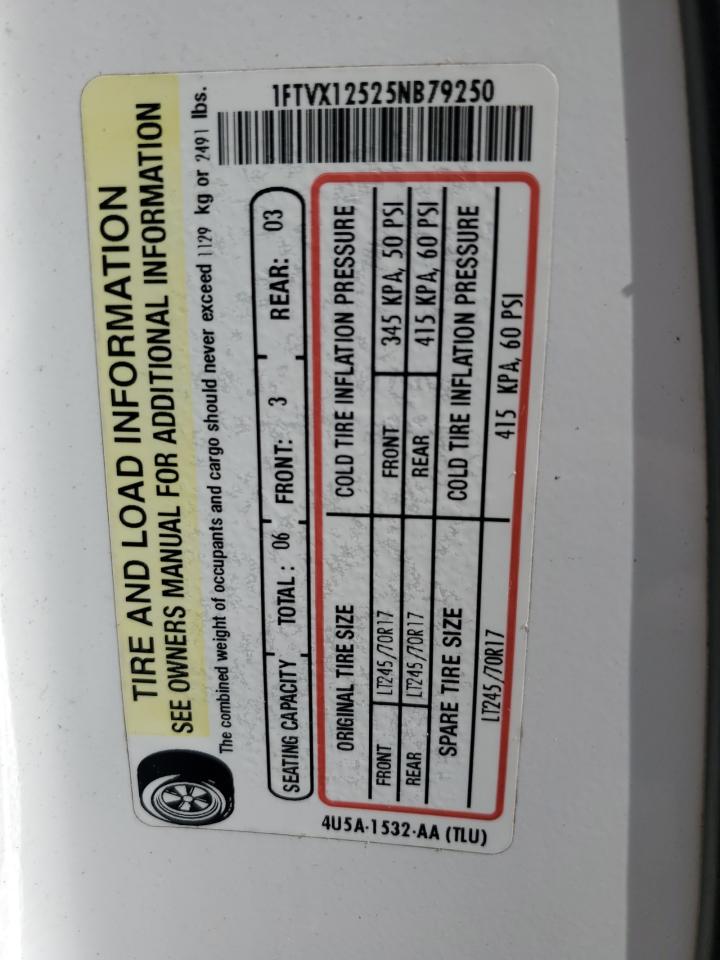 TIRE AND LOAD INFORMATION
SEE OWNERS MANUAL FOR ADDITIONAL INFORMATION
The combined weight of occupants and cargo should never exceed 1129 kg or 2491 lbs.
SEATING CAPACITY TOTAL: 06 FRONT: 3 REAR: 03
1FTVX12525NB79250
ORIGINAL TIRE SIZE COLD TIRE INFLATION PRESSURE
FRONT LT245/70R17 FRONT 345 KPA, 50 PSI
REAR LT245/70R17 REAR 415 KPA, 60 PSI
SPARE TIRE SIZE COLD TIRE INFLATION PRESSURE
LT245/70R17 415 KPA, 60 PSI
4U5A-1532-AA (TLU)